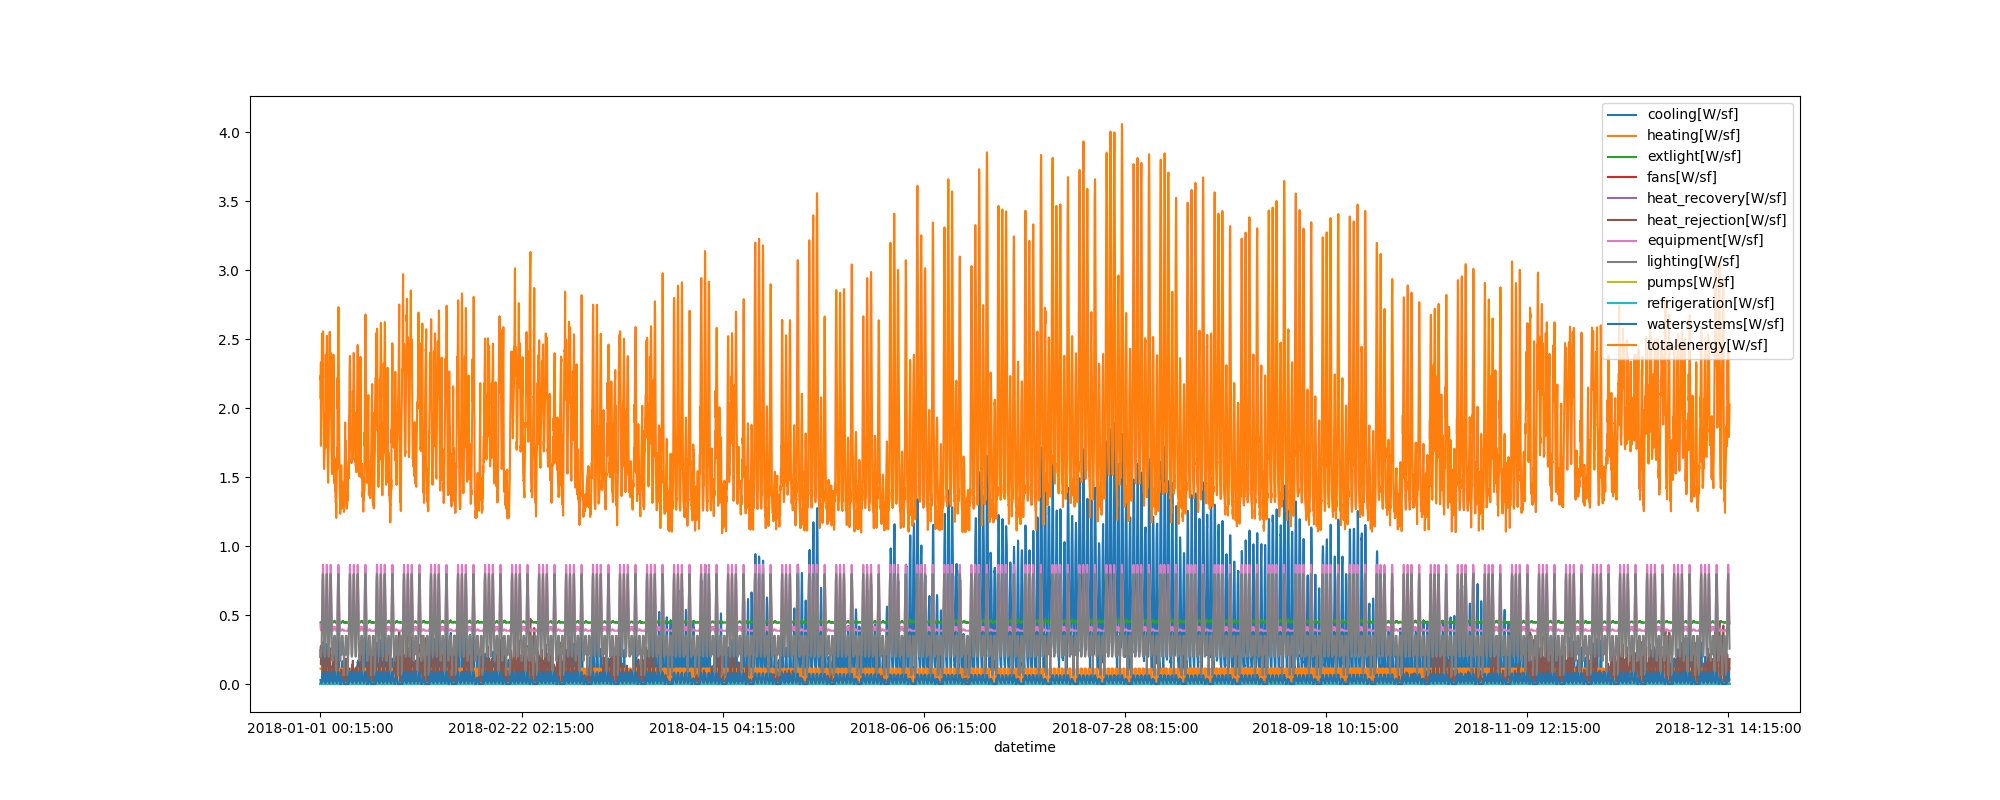 4.0
3.5
3.0
2.5
2.0
1.5
1.0
0.5
0.0
cooling[W/sf]
heating[W/sf]
extlight[W/sf]
fans[W/sf]
heat_recovery[W/sf]
heat_rejection[W/sf]
equipment[W/sf]
lighting[W/sf]
pumps[W/sf]
refrigeration[W/sf]
watersystems[W/sf]
totalenergy[W/sf]
2018-01-01 00:15:00 2018-02-22 02:15:00 2018-04-15 04:15:00 2018-06-06 06:15:00 2018-07-28 08:15:00 2018-09-18 10:15:00 2018-11-09 12:15:00 2018-12-31 14:15:00
datetime